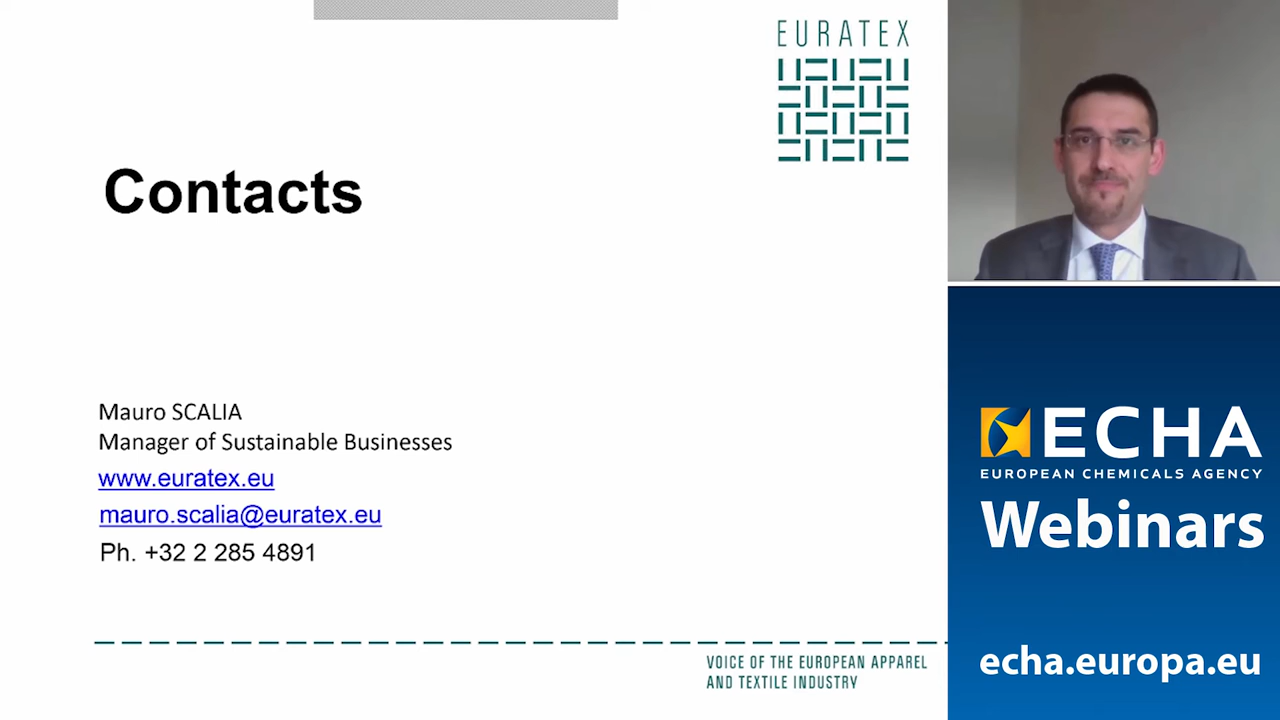 EURATEX
Contacts
Mauro SCALIA
Manager of Sustainable Businesses
www.euratex.eu
mauro.scalia@euratex.eu
Ph. +32 2 285 4891
VOICE OF THE EUROPEAN APPAREL
AND TEXTILE INDUSTRY
ECHA
EUROPEAN CHEMICALS AGENCY
Webinars
echa.europa.eu